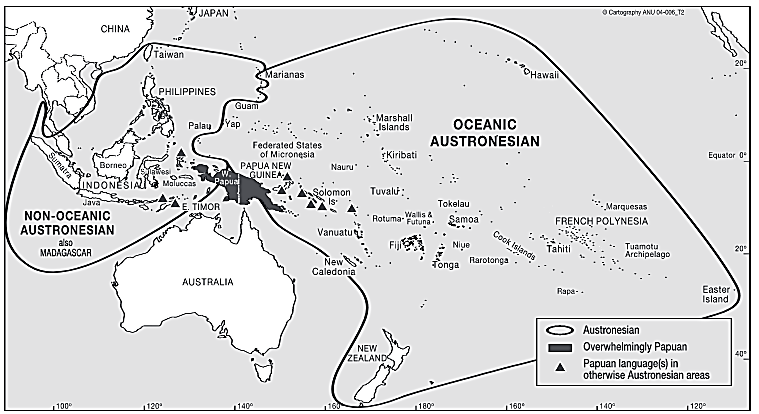 © Cartography ANU 04-006_T2
JAPAN
CHINA
Taiwan
20°
Marianas
Hawaii
PHILIPPINES
Guam
Palau
Yap
Marshall
Islands
OCEANIC
AUSTRONESIAN
Federated States
of Micronesia
Kiribati
Equator 0°
Borneo
Sulawesi
Sumatra
INDONESIA
Moluccas
W.
Papua
PAPUA NEW
GUINEA
Nauru
Solomon
Is
Tuvalu
Java
E. TIMOR
Tokelau
Marquesas
Rotuma
Wallis &
Futuna
Samoa
FRENCH POLYNESIA
NON-OCEANIC
AUSTRONESIAN
also
MADAGASCAR
Vanuatu
Fiji
Niue
Cook Islands
Tahiti
Tuamotu
Archipelago
20°
Tonga
Rarotonga
New
Caledonia
AUSTRALIA
Rapa
Easter
Island
NEW
ZEALAND
40°
Austronesian
Overwhelmingly Papuan
Papuan language(s) in
otherwise Austronesian areas
100°
120°
140°
160°
180°
160°
140°
120°